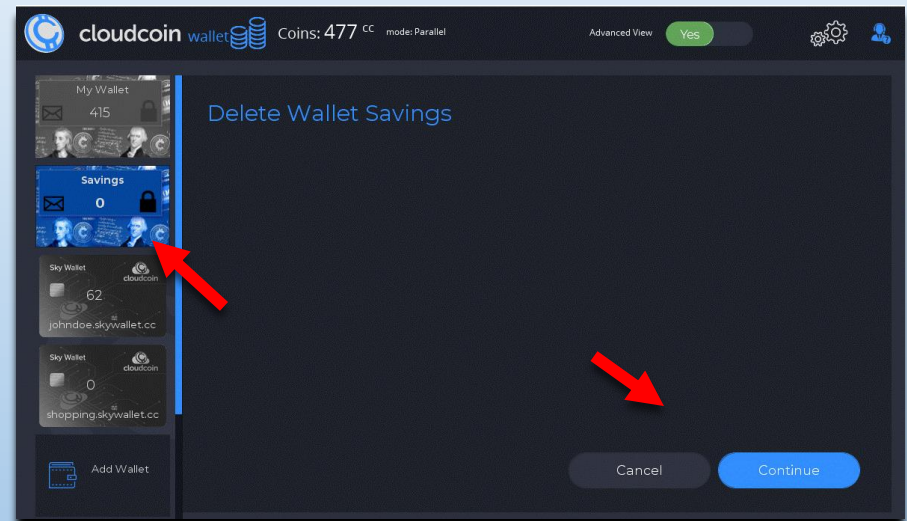 cloudcoin wallet Coins: 477 CC mode: Parallel Advanced View Yes
My Wallet
415
Delete Wallet Savings
Savings
0
Sky Wallet cloudcoin
62
johndoe.skywallet.cc
Sky Wallet cloudcoin
0
shopping.skywallet.cc
Add Wallet
Cancel Continue